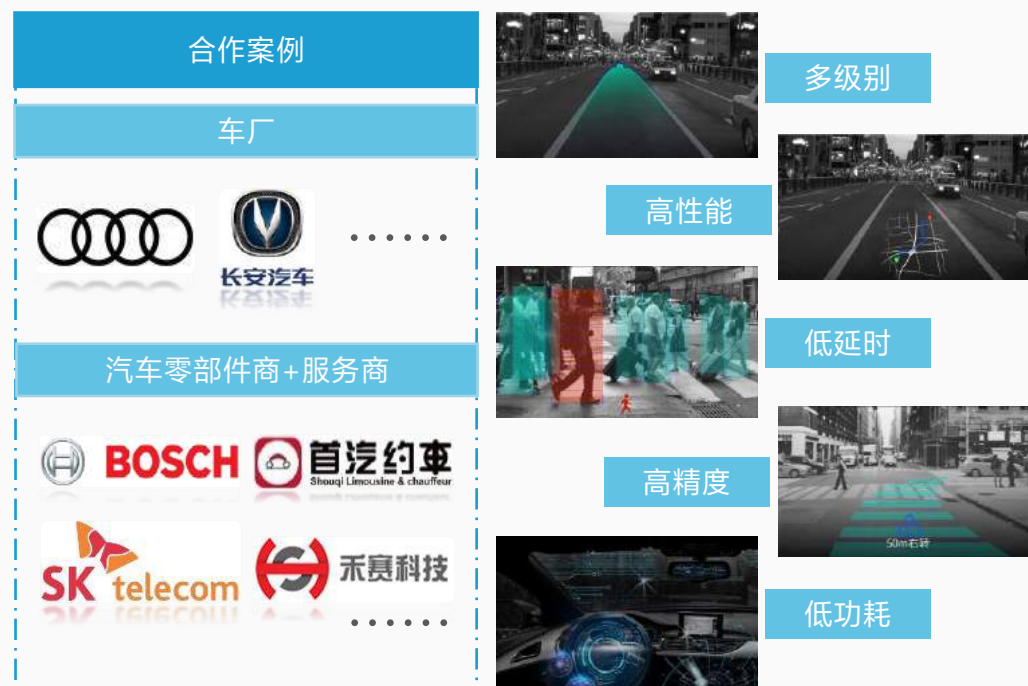 合作案例
车厂
长安汽车
······
汽车零部件商+服务商
BOSCH
首汽约車
Shouqi Limousine & chauffeur
SK telecom
禾赛科技
······
多级别
高性能
低延时
高精度
50m右转
低功耗